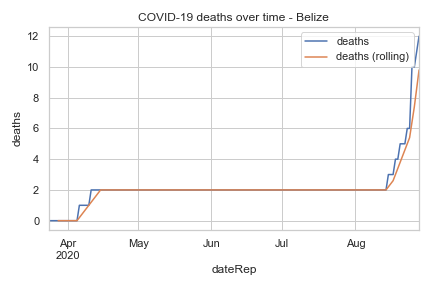 COVID-19 deaths over time - Belize
deaths
deaths (rolling)
12
10
8
6
4
2
0
deaths
Apr
2020
May
Jun
Jul
Aug
dateRep